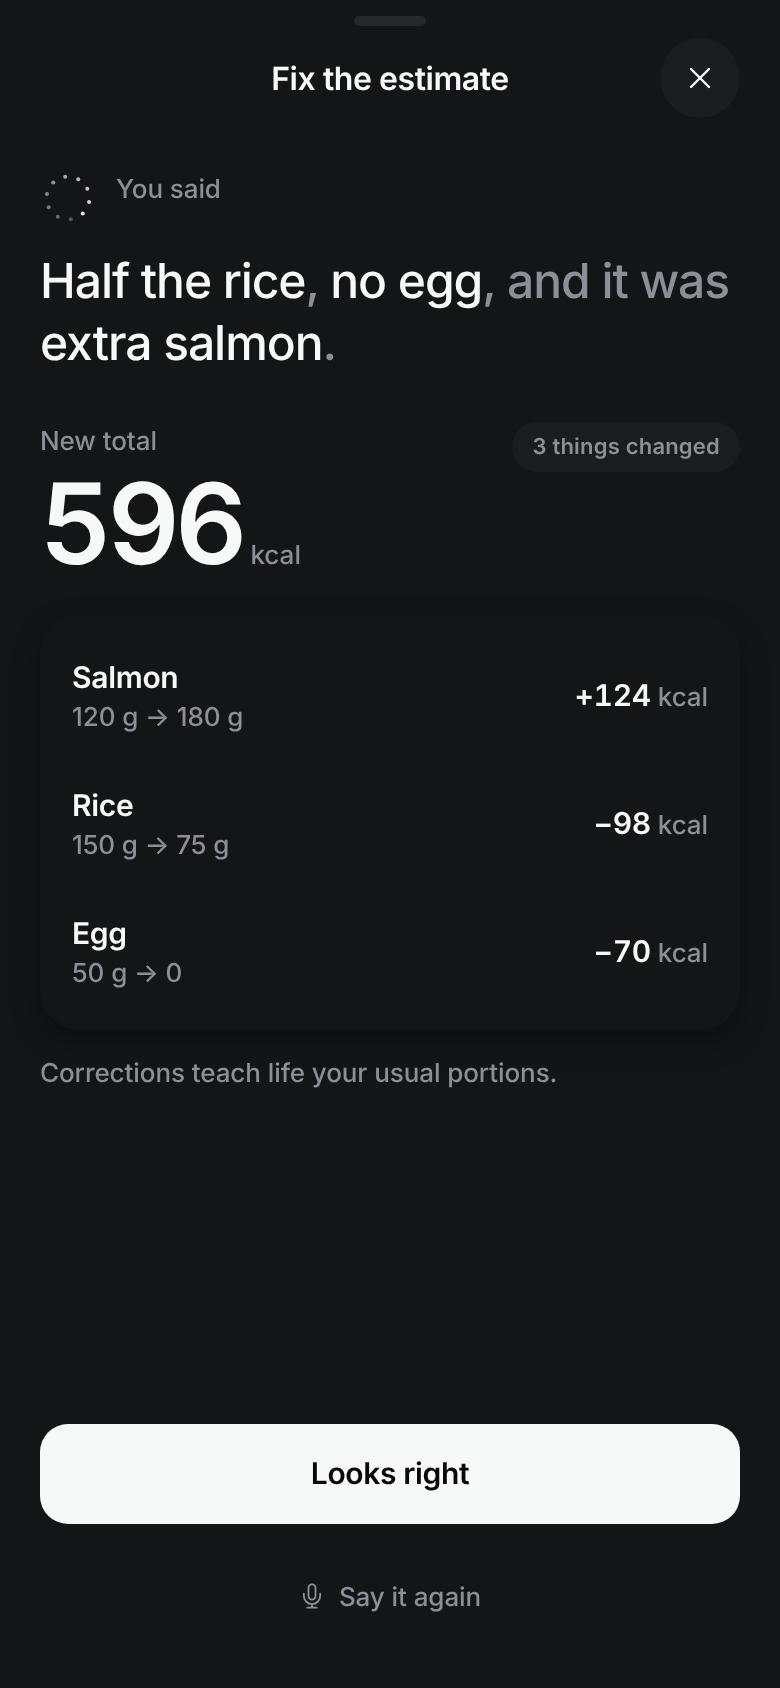 Fix the estimate
You said
Half the rice, no egg, and it was
extra salmon.
New total
3 things changed
596 kcal
Salmon
120 g → 180 g
+124 kcal
Rice
150 g → 75 g
−98 kcal
Egg
50 g → 0
−70 kcal
Corrections teach life your usual portions.
Looks right
Say it again